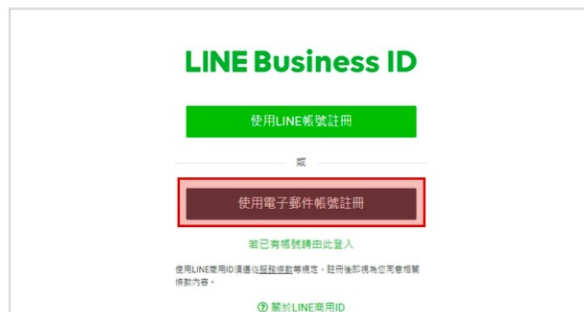 LINE Business ID
使用LINE帳號註冊
或
使用電子郵件帳號註冊
若已有帳號請由此登入
使用LINE商用ID須遵從服務條款等規定，註冊後即視為您同意相關
條款內容。
? 關於LINE商用ID